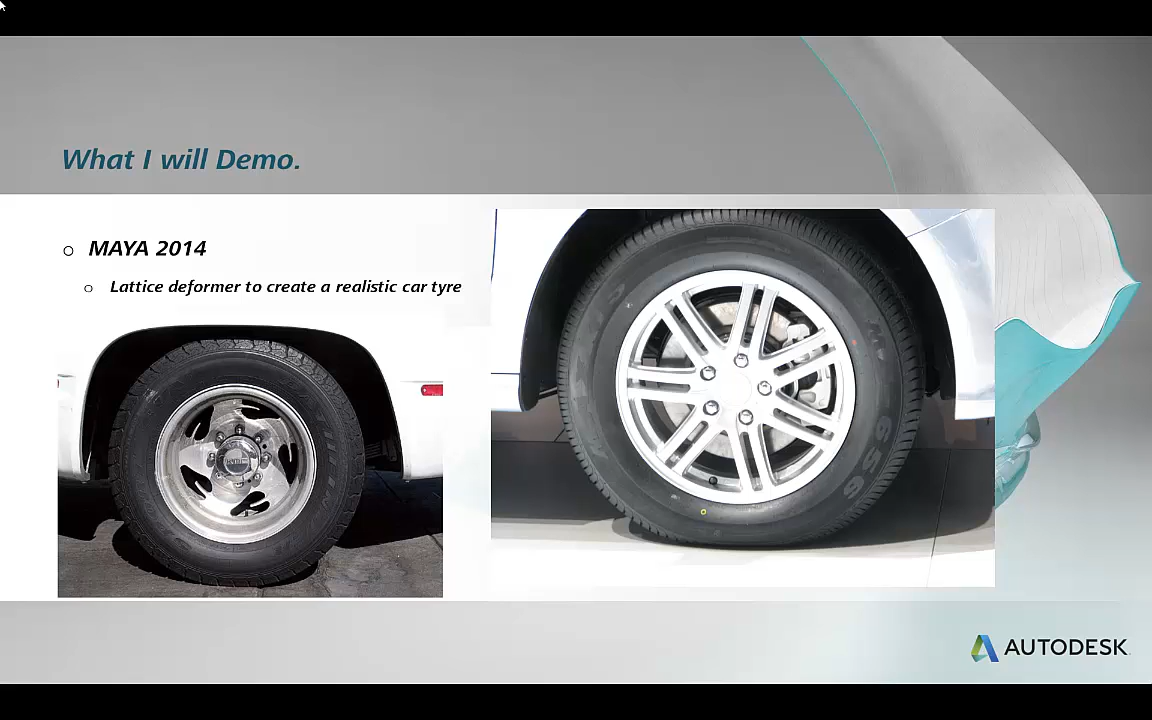 What I will Demo.
MAYA 2014
Lattice deformer to create a realistic car tyre
AUTODESK